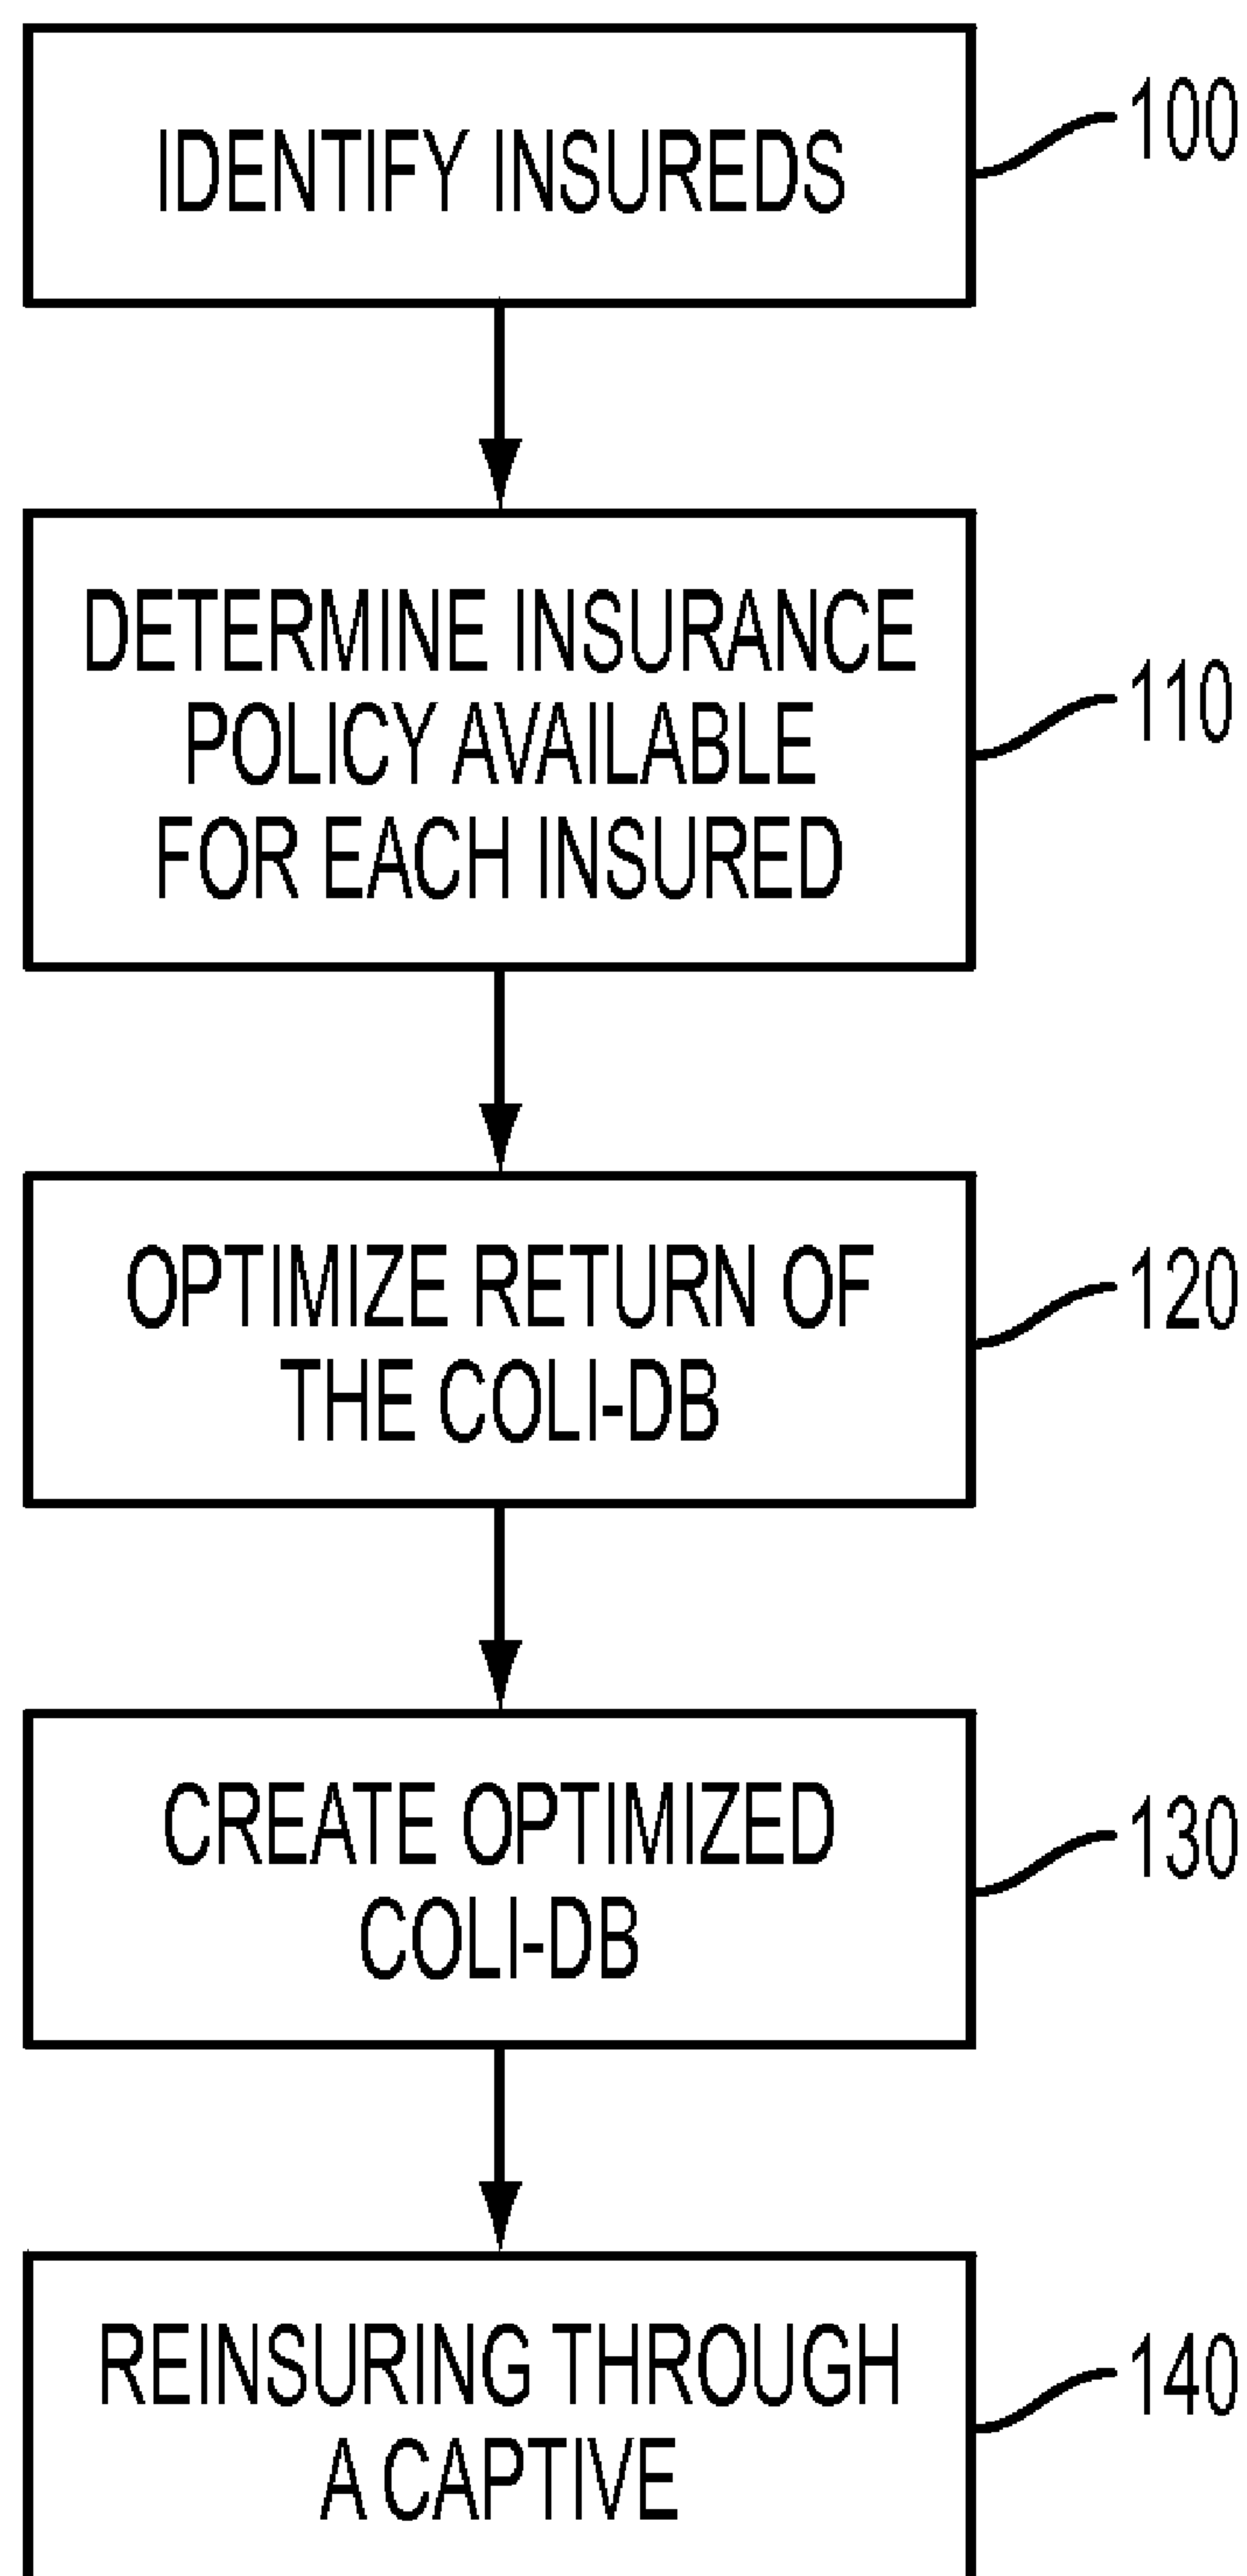 IDENTIFY INSUREDS
100
DETERMINE INSURANCE
POLICY AVAILABLE
FOR EACH INSURED
110
OPTIMIZE RETURN OF
THE COLI-DB
120
CREATE OPTIMIZED
COLI-DB
130
REINSURING THROUGH
A CAPTIVE
140